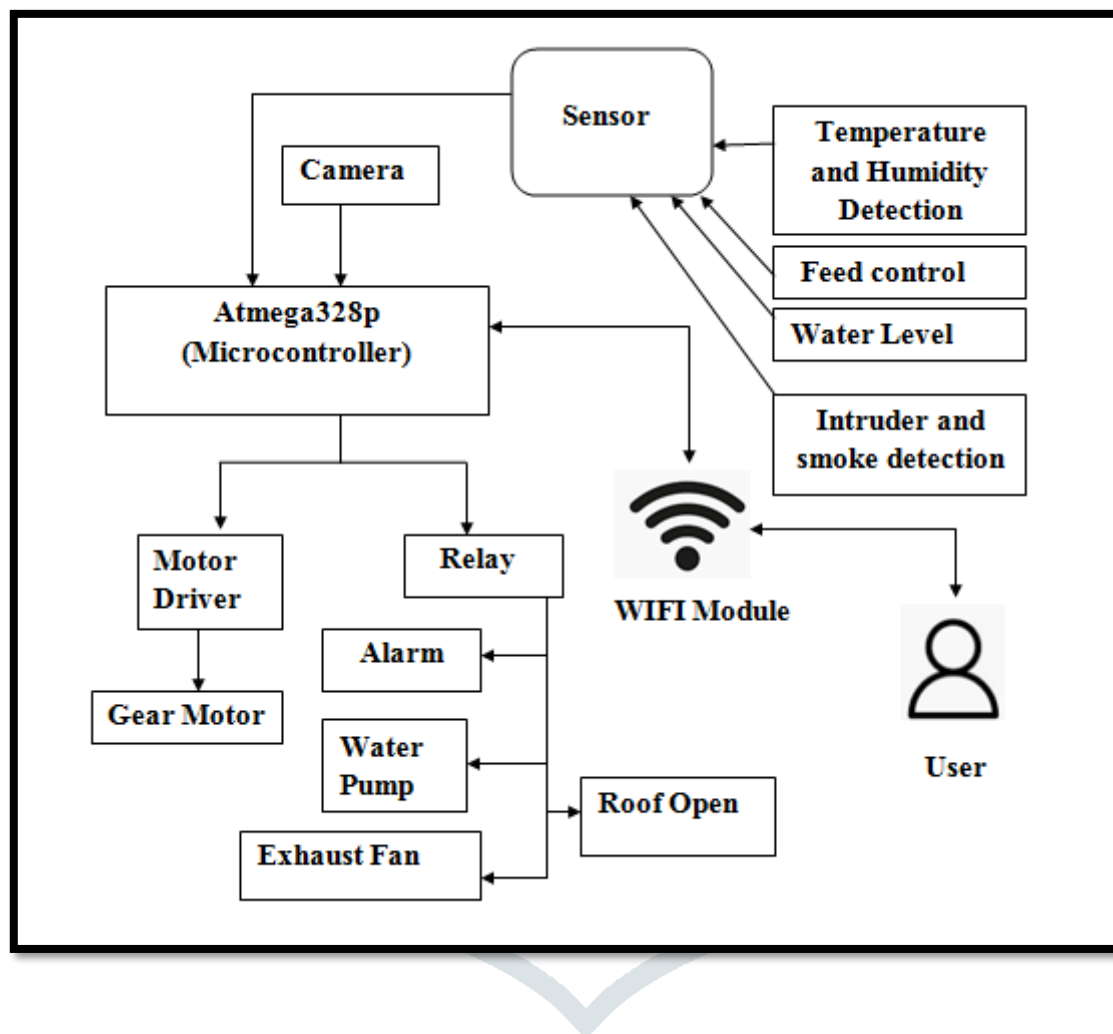 Sensor
Temperature
and Humidity
Detection
Camera
Feed control
Atmega328p
(Microcontroller)
Water Level
Intruder and
smoke detection
Motor
Driver
Relay
WIFI Module
Alarm
Gear Motor
Water
Pump
User
Roof Open
Exhaust Fan